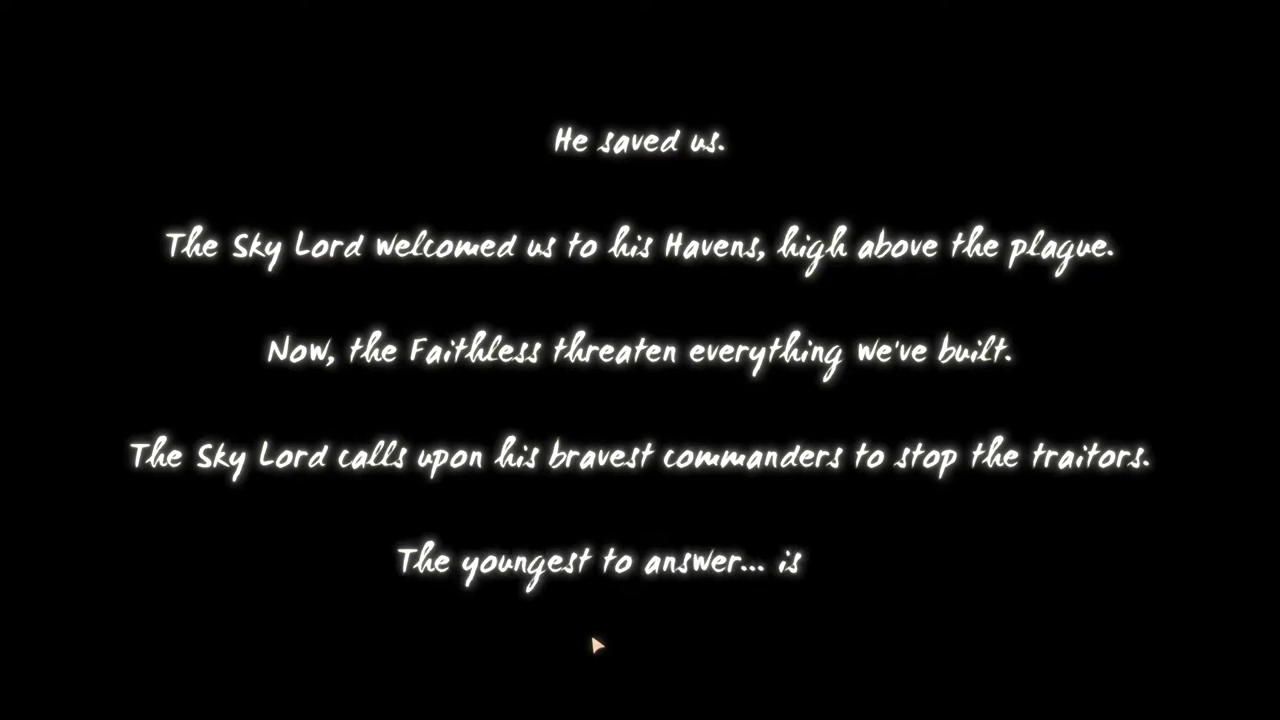 He saved us.
The Sky Lord welcomed us to his Havens, high above the plague.
Now, the Faithless threaten everything we've built.
The Sky Lord calls upon his bravest commanders to stop the traitors.
The youngest to answer... is